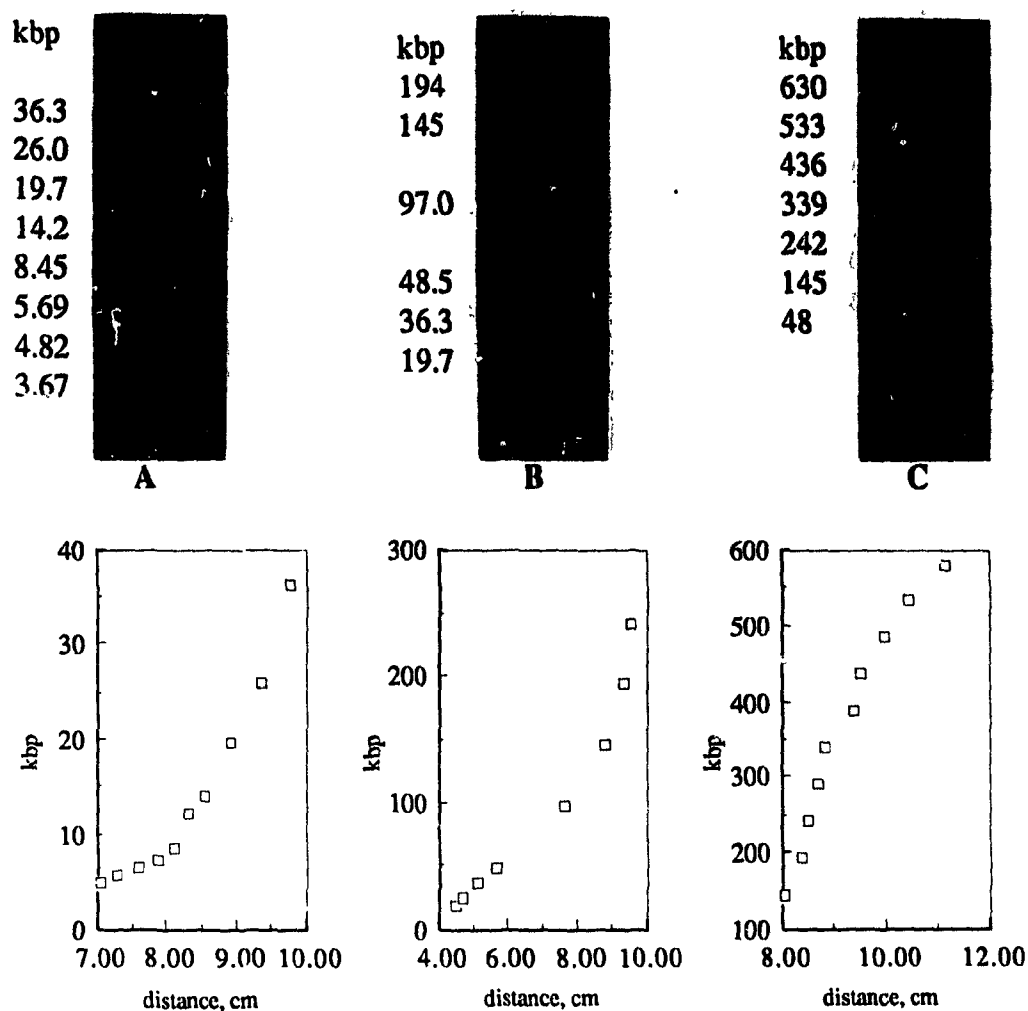 kbp
36.3
26.0
19.7
14.2
8.45
5.69
4.82
3.67
A
kbp
194
145
97.0
48.5
36.3
19.7
B
kbp
630
533
436
339
242
145
48
C
40
30
20
10
0
kbp
7.00 8.00 9.00 10.00
distance, cm
300
200
100
0
kbp
4.00 6.00 8.00 10.00
distance, cm
600
500
400
300
200
100
kbp
8.00 10.00 12.00
distance, cm